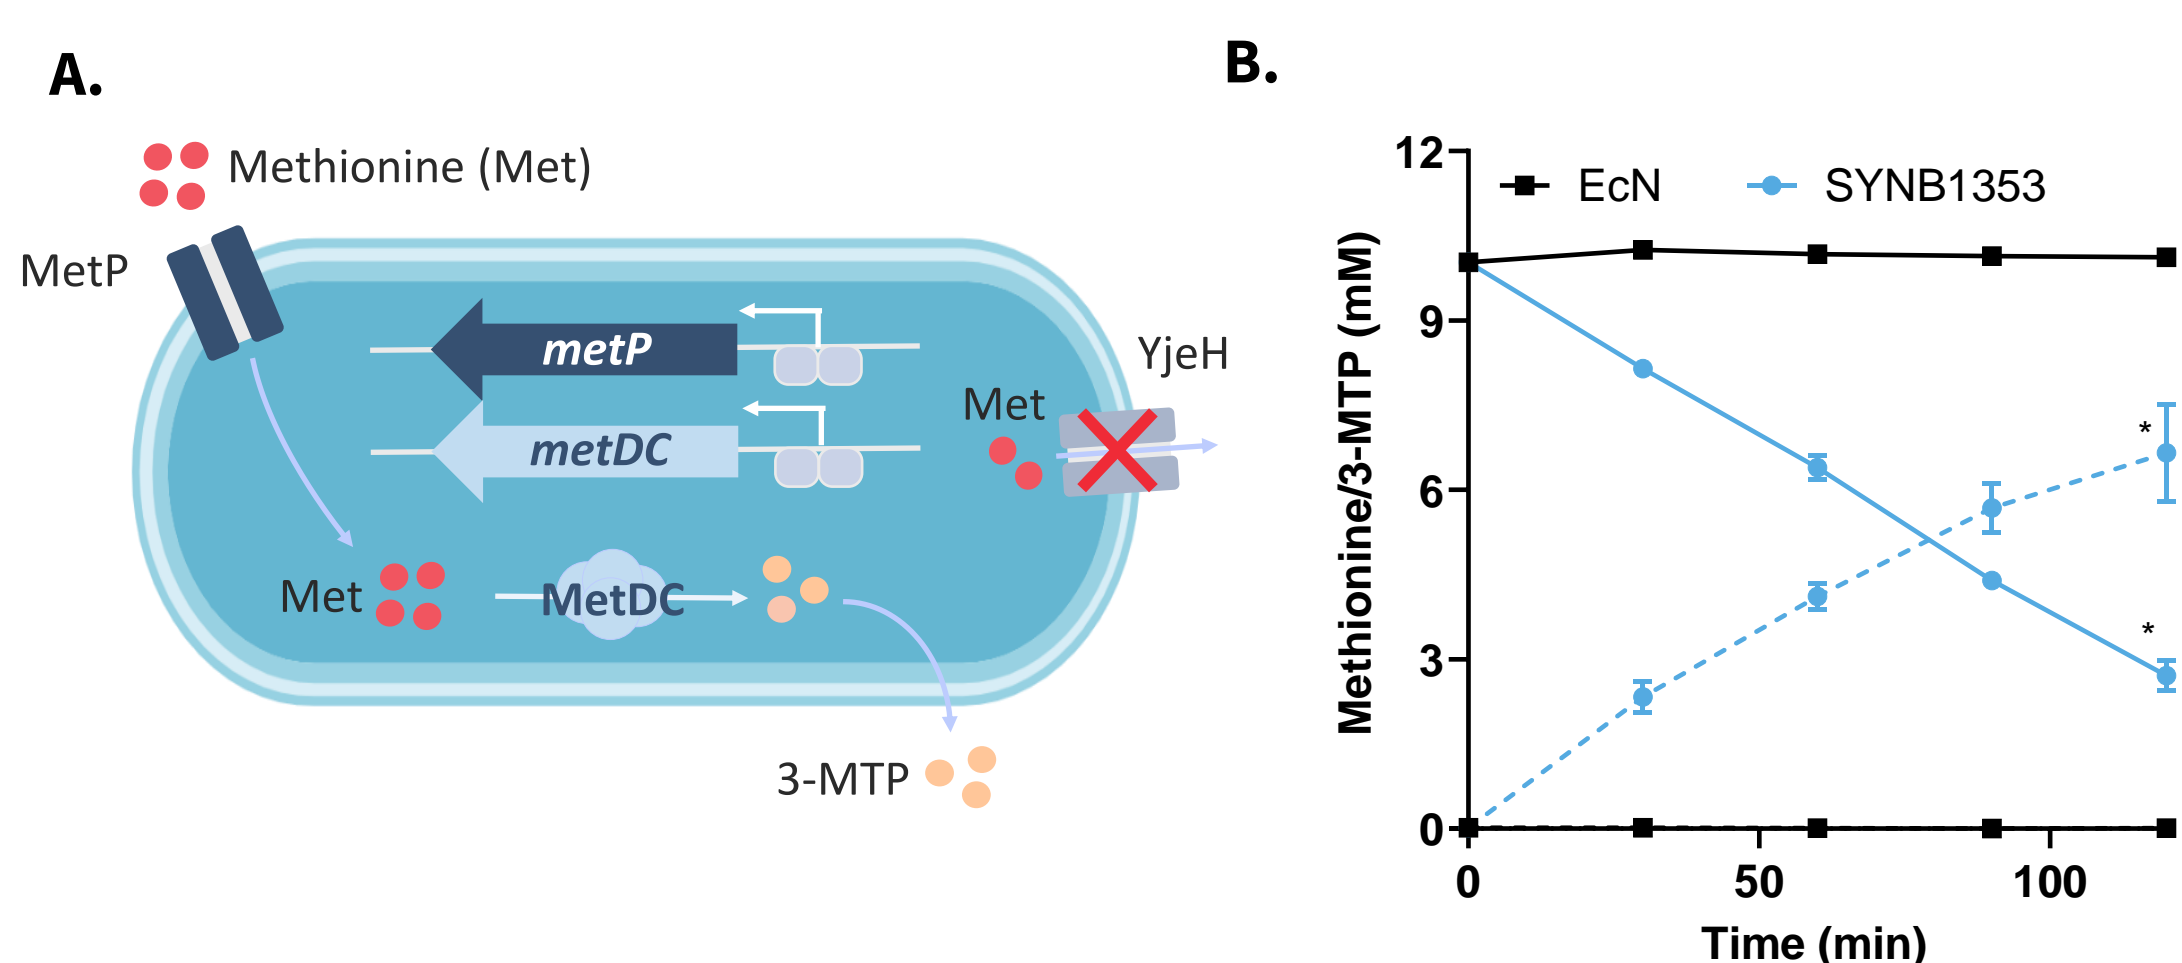 A.
Methionine (Met)
MetP
metP
metDC
YjeH
Met
Met
MetDC
3-MTP
B.
Methionine/3-MTP (mM)
12
9
6
3
0
EcN
SYNB1353
*
*
0
50
100
Time (min)